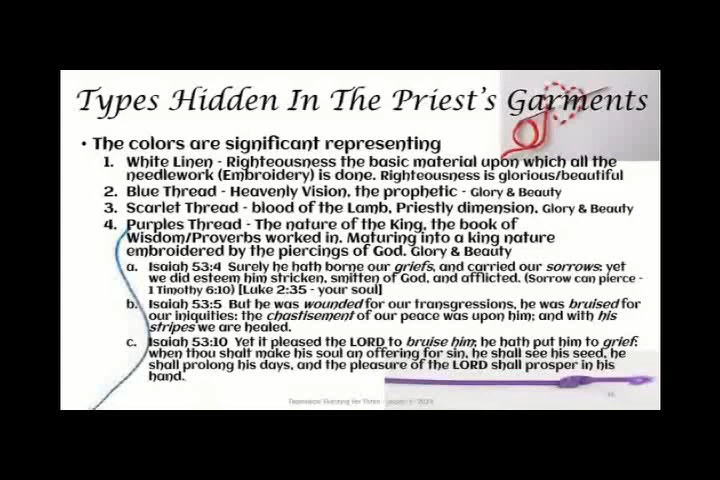 Types Hidden In The Priest's Garments
• The colors are significant representing
1. White Linen - Righteousness the basic material upon which all the
needlework (Embroidery) is done. Righteousness is glorious/beautiful
2. Blue Thread - Heavenly Vision, the prophetic - Glory & Beauty
3. Scarlet Thread - blood of the Lamb, Priestly dimension, Glory & Beauty
4. Purples Thread - The nature of the King, the book of
Wisdom/Proverbs worked in. Maturing into a king nature
embroidered by the piercings of God. Glory & Beauty
a. Isaiah 53:4 Surely he hath borne our griefs, and carried our sorrows: yet
we did esteem him stricken, smitten of God, and afflicted. (Sorrow can pierce -
1 Timothy 6:10) [Luke 2:35 - your soul]
b. Isaiah 53:5 But he was wounded for our transgressions, he was bruised for
our iniquities: the chastisement of our peace was upon him; and with his
stripes we are healed.
c. Isaiah 53:10 Yet it pleased the LORD to bruise him; he hath put him to grief:
when thou shalt make his soul an offering for sin, he shall see his seed, he
shall prolong his days, and the pleasure of the LORD shall prosper in his
hand.